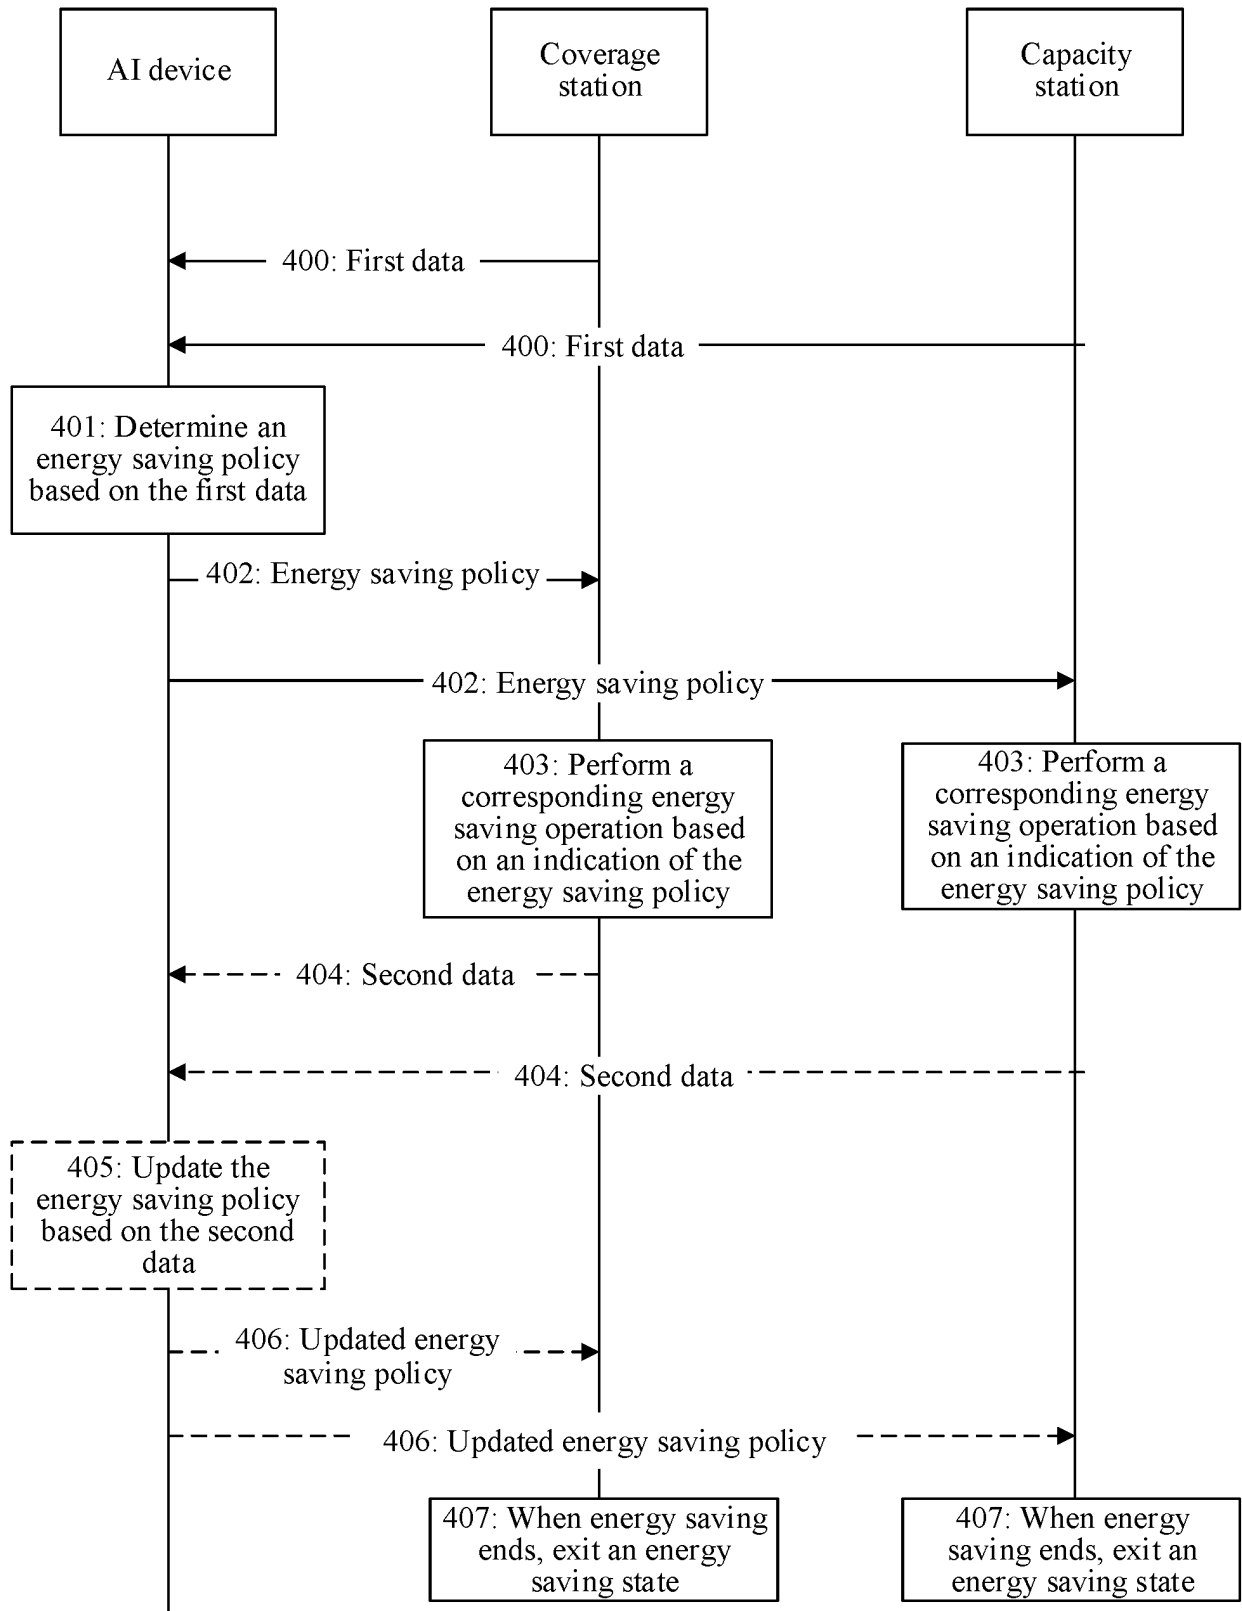 AI device
Coverage
station
Capacity
station
400: First data
400: First data
401: Determine an
energy saving policy
based on the first data
402: Energy saving policy
402: Energy saving policy
403: Perform a
corresponding energy
saving operation based
on an indication of the
energy saving policy
403: Perform a
corresponding energy
saving operation based
on an indication of the
energy saving policy
404: Second data
404: Second data
405: Update the
energy saving policy
based on the second
data
406: Updated energy
saving policy
406: Updated energy saving policy
407: When energy saving
ends, exit an energy
saving state
407: When energy
saving ends, exit an
energy saving state